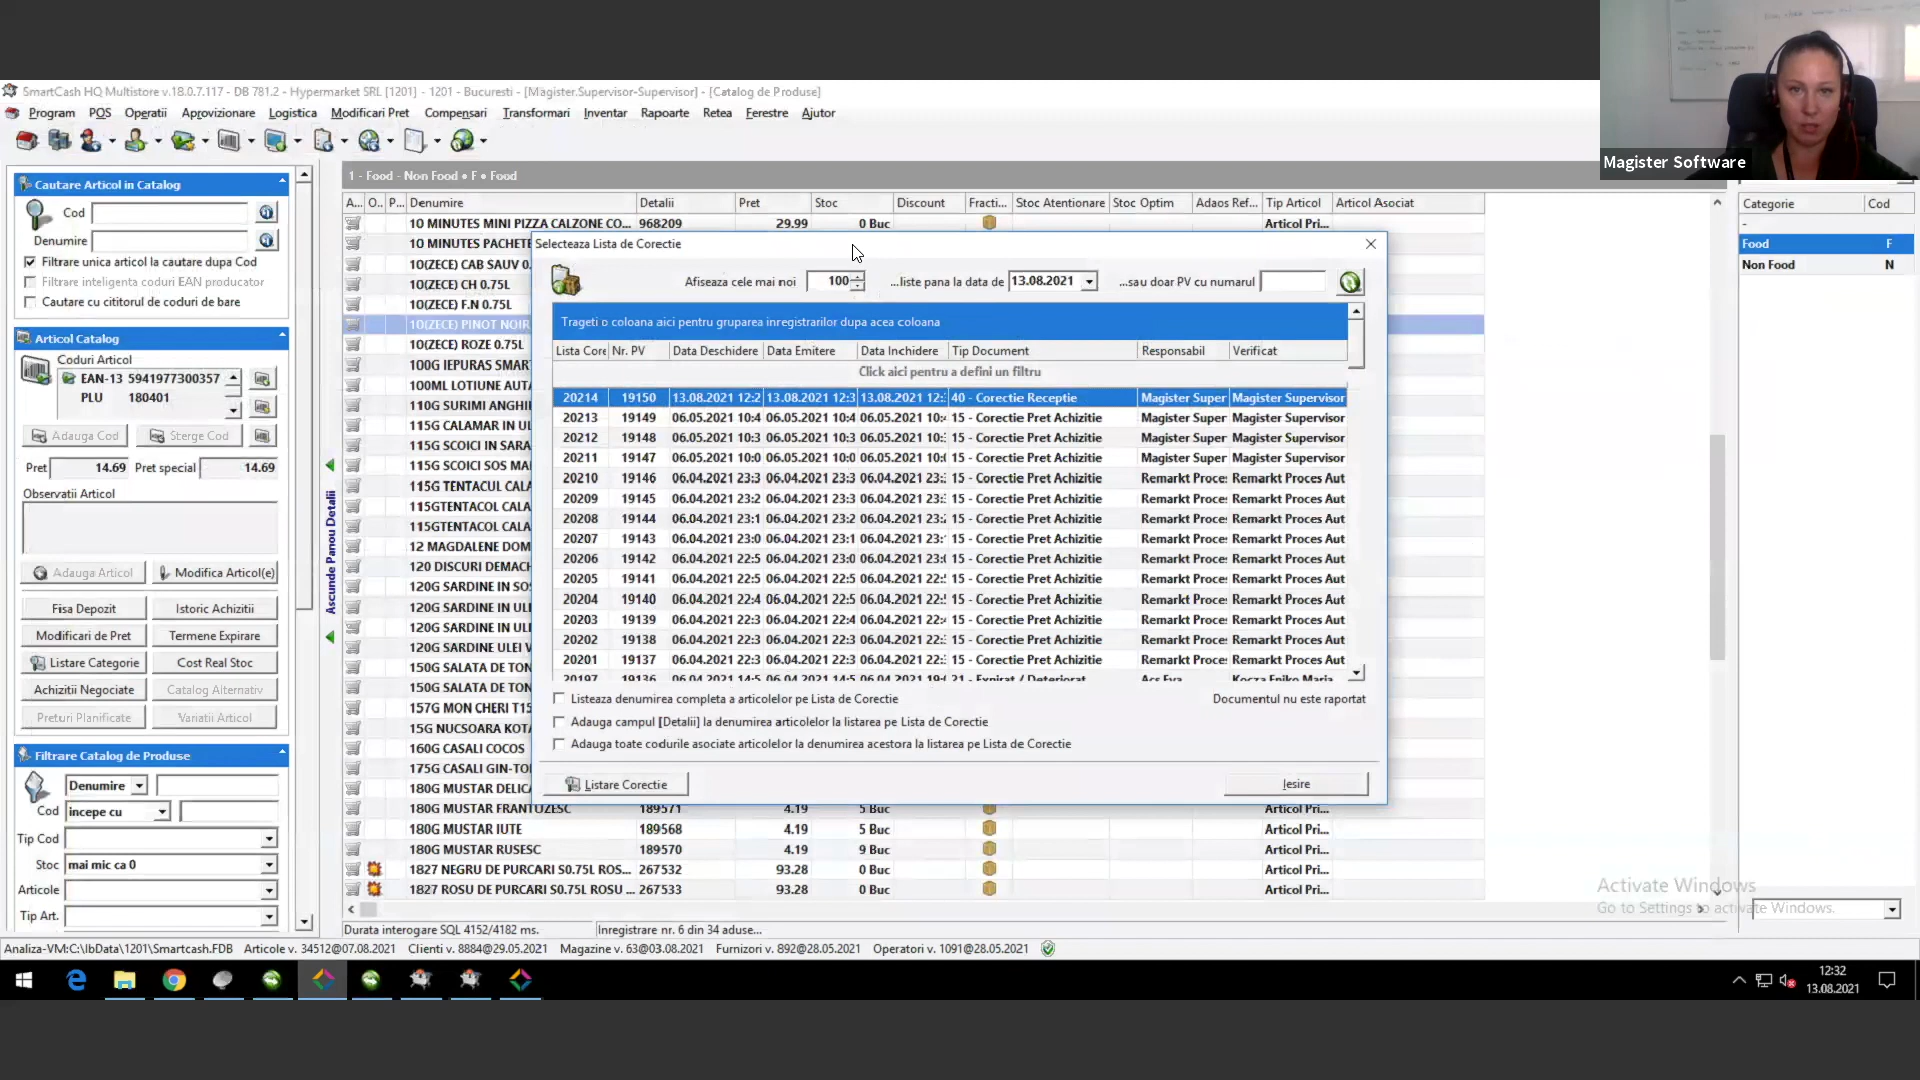 Magister Software
SmartCash HQ Multistore v.18.0.7.117 - DB 781.2 - Hypermarket SRL [1201] - 1201 - Bucuresti - [Magister.Supervisor-Supervisor] - [Catalog de Produse]
Program POS Operatii Aprovizionare Logistica Modificari Pret Compensari Transformari Inventar Rapoarte Retea Ferestre Ajutor
Cautare Articol in Catalog
Cod
Denumire
Filtrare unica articol la cautare dupa Cod
Filtrare inteligenta coduri EAN producator
Cautare cu cititorul de coduri de bare
Articol Catalog
Coduri Articol
EAN-13 5941977300357
PLU 180401
Adauga Cod Sterge Cod
Pret 14.69 Pret special 14.69
Observatii Articol
Adauga Articol Modifica Articol(e)
Fisa Depozit Istoric Achizitii
Modificari de Pret Termene Expirare
Listare Categorie Cost Real Stoc
Achizitii Negociate Catalog Alternativ
Preturi Planificate Variatii Articol
Filtrare Catalog de Produse
Denumire
Cod incepe cu
Tip Cod
Stoc mai mic ca 0
Articole
Tip Art.
Ascunde Panou Detalii
1 - Food - Non Food • F • Food
A... O.. P... Denumire Detalii Pret Stoc Discount Fracti... Stoc Atentionare Stoc Optim Adaos Ref... Tip Articol Articol Asociat
10 MINUTES MINI PIZZA CALZONE CO... 968209 29.99 0 Buc Articol Pri...
10 MINUTES PACHETE
10(ZECE) CAB SAUV 0.
10(ZECE) CH 0.75L
10(ZECE) F.N 0.75L
10(ZECE) PINOT NOIR
10(ZECE) ROZE 0.75L
100G IEPURAS SMAR
100ML LOTIUNE AUTA
110G SURIMI ANGHI
115G CALAMAR IN UL
115G SCOICI IN SARA
115G SCOICI SOS MA
115G TENTACUL CALA
115GTENTACOL CALA
115GTENTACOL CALA
12 MAGDALENE DOM
120 DISCURI DEMACH
120G SARDINE IN SO
120G SARDINE IN ULI
120G SARDINE IN ULI
120G SARDINE ULEI V
150G SALATA DE TON
150G SALATA DE TON
157G MON CHERI T15
15G NUCSOARA KOTA
160G CASALI COCOS
175G CASALI GIN-TO
180G MUSTAR DELICA
180G MUSTAR FRANTUZESC 189571 4.19 5 Buc Articol Pri...
180G MUSTAR IUTE 189568 4.19 5 Buc Articol Pri...
180G MUSTAR RUSESC 189570 4.19 9 Buc Articol Pri...
1827 NEGRU DE PURCARI S0.75L ROS... 267532 93.28 0 Buc Articol Pri...
1827 ROSU DE PURCARI S0.75L ROSU ... 267533 93.28 0 Buc Articol Pri...
Selecteaza Lista de Corectie
Afiseaza cele mai noi 100 ...liste pana la data de 13.08.2021 ...sau doar PV cu numarul
Trageti o coloana aici pentru gruparea inregistrarilor dupa acea coloana
Lista Core Nr. PV Data Deschidere Data Emitere Data Inchidere Tip Document Responsabil Verificat
Click aici pentru a defini un filtru
20214 19150 13.08.2021 12:2 13.08.2021 12:3 13.08.2021 12: 40 - Corectie Receptie Magister Super Magister Supervisor
20213 19149 06.05.2021 10:4 06.05.2021 10:4 06.05.2021 10: 15 - Corectie Pret Achizitie Magister Super Magister Supervisor
20212 19148 06.05.2021 10:3 06.05.2021 10:3 06.05.2021 10: 15 - Corectie Pret Achizitie Magister Super Magister Supervisor
20211 19147 06.05.2021 10:0 06.05.2021 10:0 06.05.2021 10: 15 - Corectie Pret Achizitie Magister Super Magister Supervisor
20210 19146 06.04.2021 23:3 06.04.2021 23:3 06.04.2021 23: 15 - Corectie Pret Achizitie Remarkt Proce Remarkt Proces Aut
20209 19145 06.04.2021 23:2 06.04.2021 23:3 06.04.2021 23: 15 - Corectie Pret Achizitie Remarkt Proce Remarkt Proces Aut
20208 19144 06.04.2021 23:1 06.04.2021 23:2 06.04.2021 23: 15 - Corectie Pret Achizitie Remarkt Proce Remarkt Proces Aut
20207 19143 06.04.2021 23:0 06.04.2021 23:1 06.04.2021 23: 15 - Corectie Pret Achizitie Remarkt Proce Remarkt Proces Aut
20206 19142 06.04.2021 22:5 06.04.2021 23:0 06.04.2021 23: 15 - Corectie Pret Achizitie Remarkt Proce Remarkt Proces Aut
20205 19141 06.04.2021 22:5 06.04.2021 22:5 06.04.2021 22: 15 - Corectie Pret Achizitie Remarkt Proce Remarkt Proces Aut
20204 19140 06.04.2021 22:4 06.04.2021 22:5 06.04.2021 22: 15 - Corectie Pret Achizitie Remarkt Proce Remarkt Proces Aut
20203 19139 06.04.2021 22:3 06.04.2021 22:4 06.04.2021 22: 15 - Corectie Pret Achizitie Remarkt Proce Remarkt Proces Aut
20202 19138 06.04.2021 22:3 06.04.2021 22:3 06.04.2021 22: 15 - Corectie Pret Achizitie Remarkt Proce Remarkt Proces Aut
20201 19137 06.04.2021 22:3 06.04.2021 22:3 06.04.2021 22: 15 - Corectie Pret Achizitie Remarkt Proce Remarkt Proces Aut
20197 19136 06.04.2021 14:5 06.04.2021 14:5 06.04.2021 19: 21 - Expirat / Deteriorat Acs Eva Kocza Eniko Maria
Listeaza denumirea completa a articolelor pe Lista de Corectie Documentul nu este raportat
Adauga campul [Detalii] la denumirea articolelor la listarea pe Lista de Corectie
Adauga toate codurile asociate articolelor la denumirea acestora la listarea pe Lista de Corectie
Listare Corectie Iesire
Categorie Cod
-
Food F
Non Food N
Activate Windows
Go to Settings to activate Windows.
Durata interogare SQL 4152/4182 ms. Inregistrare nr. 6 din 34 aduse...
Analiza-VM:C:\IbData\1201\Smartcash.FDB Articole v. 34512@07.08.2021 Clienti v. 8884@29.05.2021 Magazine v. 63@03.08.2021 Furnizori v. 892@28.05.2021 Operatori v. 1091@28.05.2021
12:32
13.08.2021